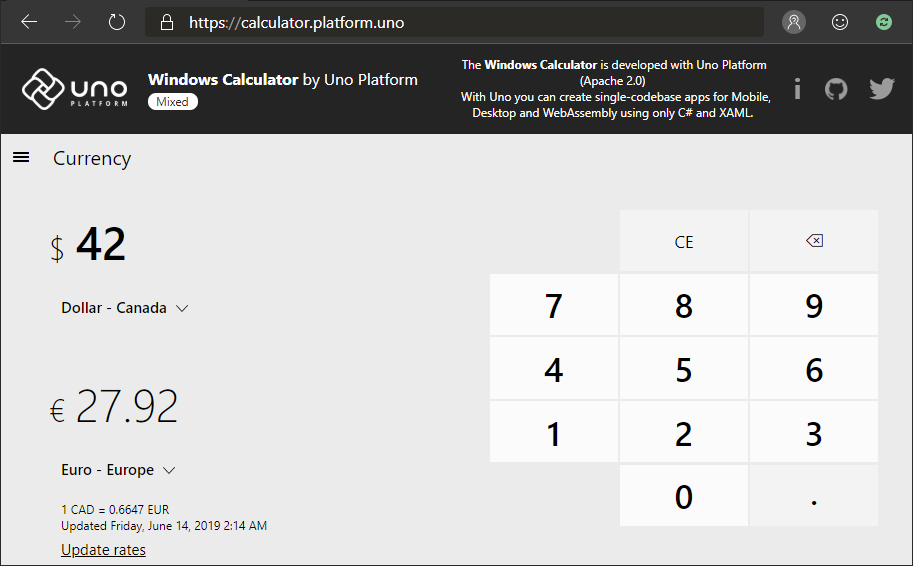 https://calculator.platform.uno
uno
PLATFORM
Windows Calculator by Uno Platform
Mixed
The Windows Calculator is developed with Uno Platform
(Apache 2.0)
With Uno you can create single-codebase apps for Mobile,
Desktop and WebAssembly using only C# and XAML.
i
Currency
$ 42
Dollar - Canada
€ 27.92
Euro - Europe
1 CAD = 0.6647 EUR
Updated Friday, June 14, 2019 2:14 AM
Update rates
CE
7 8 9
4 5 6
1 2 3
0 .